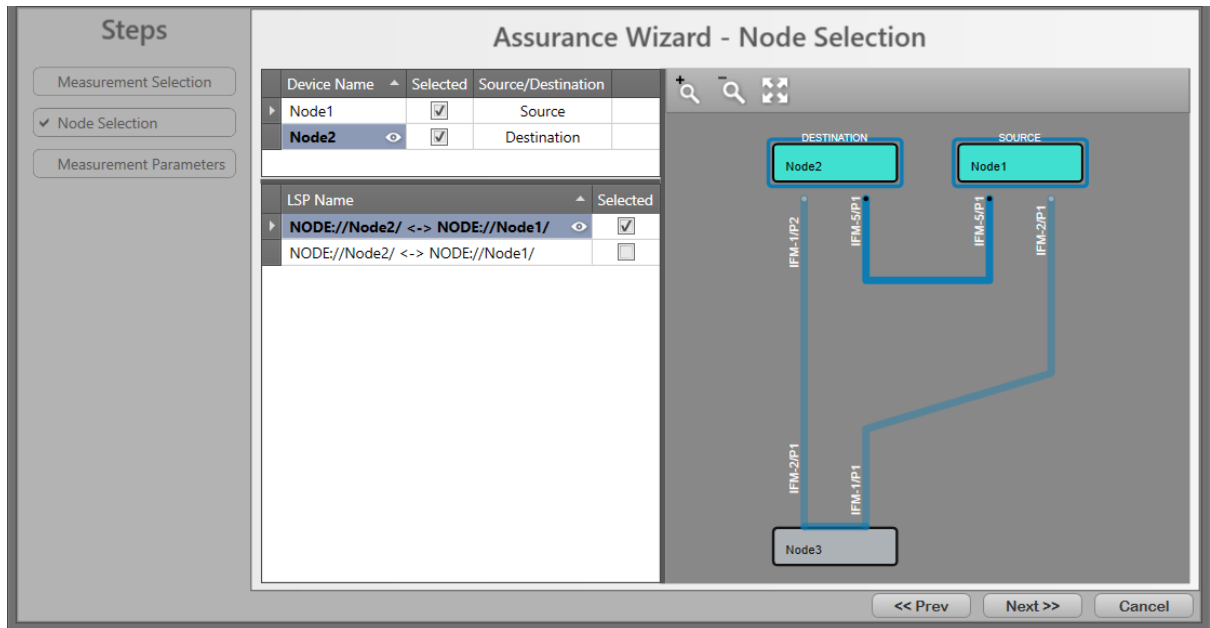 Steps
Measurement Selection
Node Selection
Measurement Parameters
Assurance Wizard - Node Selection
Device Name Selected Source/Destination
Node1 Source
Node2 Destination
LSP Name Selected
NODE://Node2/ <-> NODE://Node1/
NODE://Node2/ <-> NODE://Node1/
DESTINATION
Node2
SOURCE
Node1
IFM-1/P2
IFM-5/P1
IFM-5/P1
IFM-2/P1
IFM-2/P1
IFM-1/P1
Node3
<< Prev
Next >>
Cancel